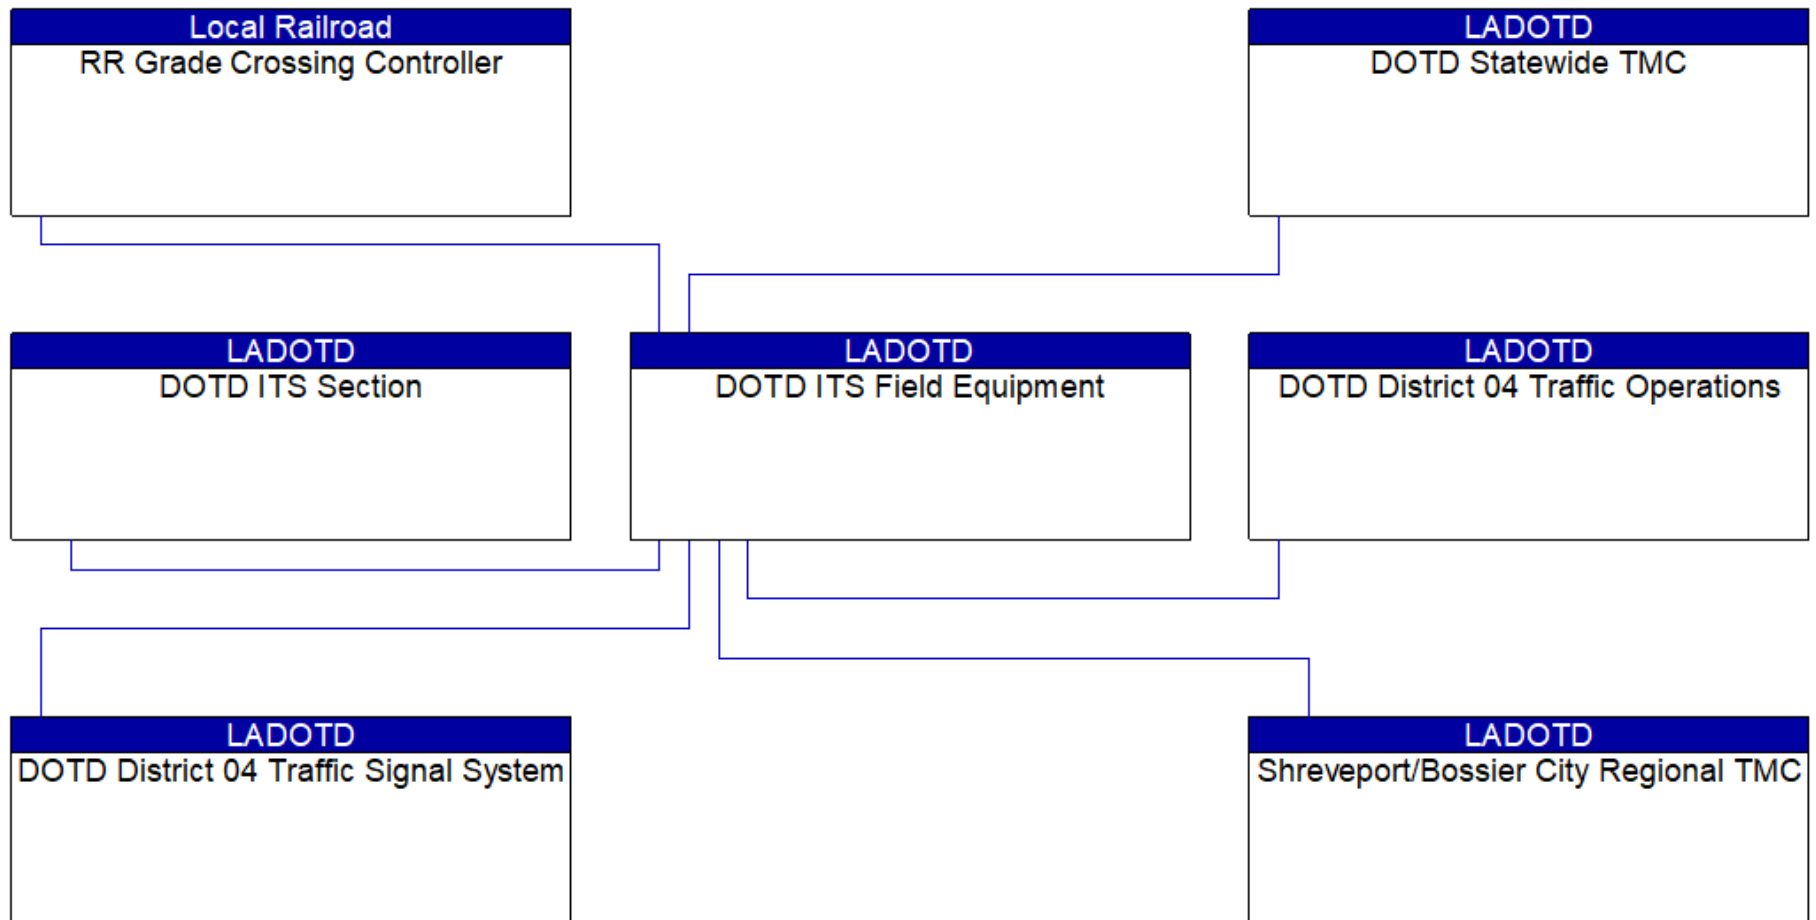 Local Railroad
RR Grade Crossing Controller
LADOTD
DOTD Statewide TMC
LADOTD
DOTD ITS Section
LADOTD
DOTD ITS Field Equipment
LADOTD
DOTD District 04 Traffic Operations
LADOTD
DOTD District 04 Traffic Signal System
LADOTD
Shreveport/Bossier City Regional TMC